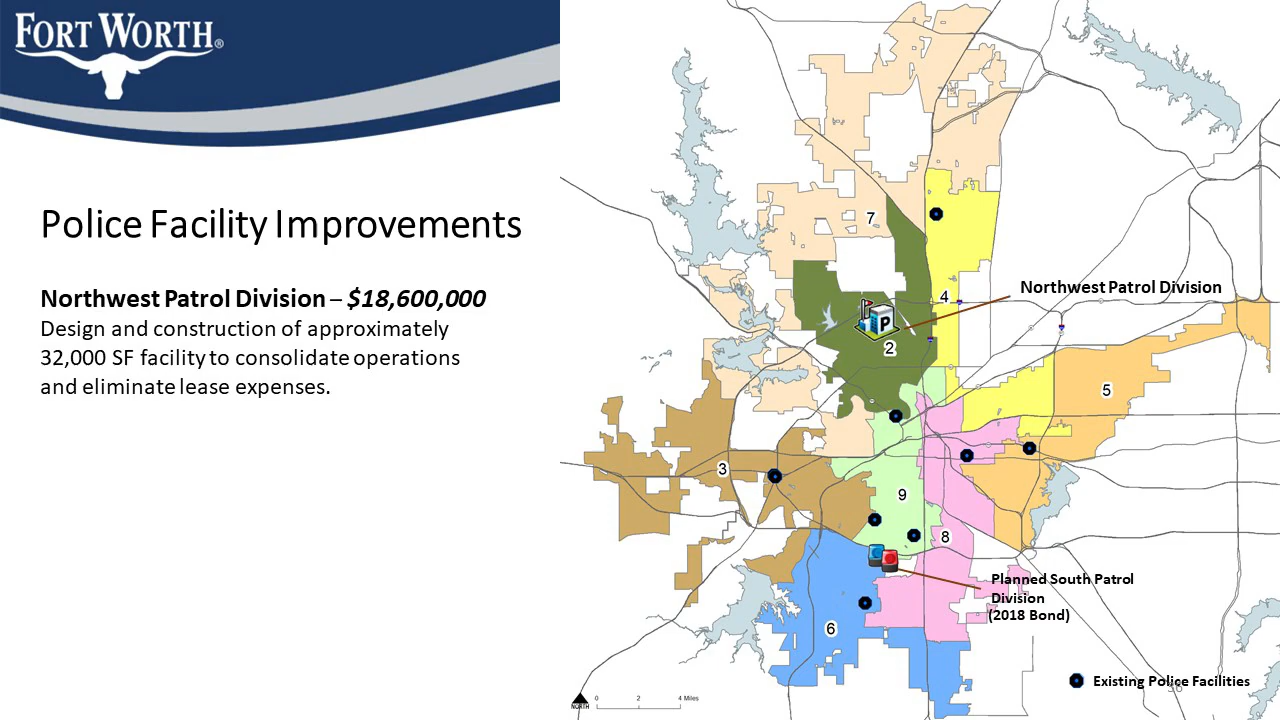 FORT WORTH®
Police Facility Improvements
Northwest Patrol Division – $18,600,000
Design and construction of approximately
32,000 SF facility to consolidate operations
and eliminate lease expenses.
7
4
Northwest Patrol Division
P
2
5
3
9
8
Planned South Patrol
Division
(2018 Bond)
6
Existing Police Facilities
36
NORTH
0 2 4 Miles